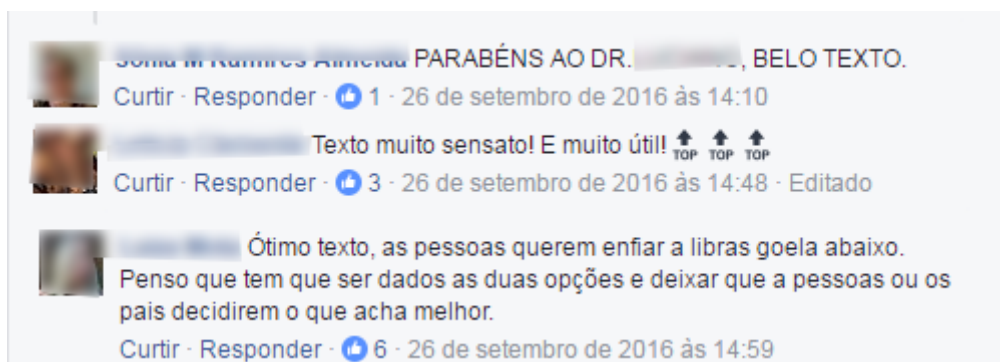 PARABÉNS AO DR. , BELO TEXTO.
Curtir · Responder · 1 · 26 de setembro de 2016 às 14:10
Texto muito sensato! E muito útil! TOP TOP TOP
Curtir · Responder · 3 · 26 de setembro de 2016 às 14:48 · Editado
Ótimo texto, as pessoas querem enfiar a libras goela abaixo.
Penso que tem que ser dados as duas opções e deixar que a pessoas ou os
pais decidirem o que acha melhor.
Curtir · Responder · 6 · 26 de setembro de 2016 às 14:59